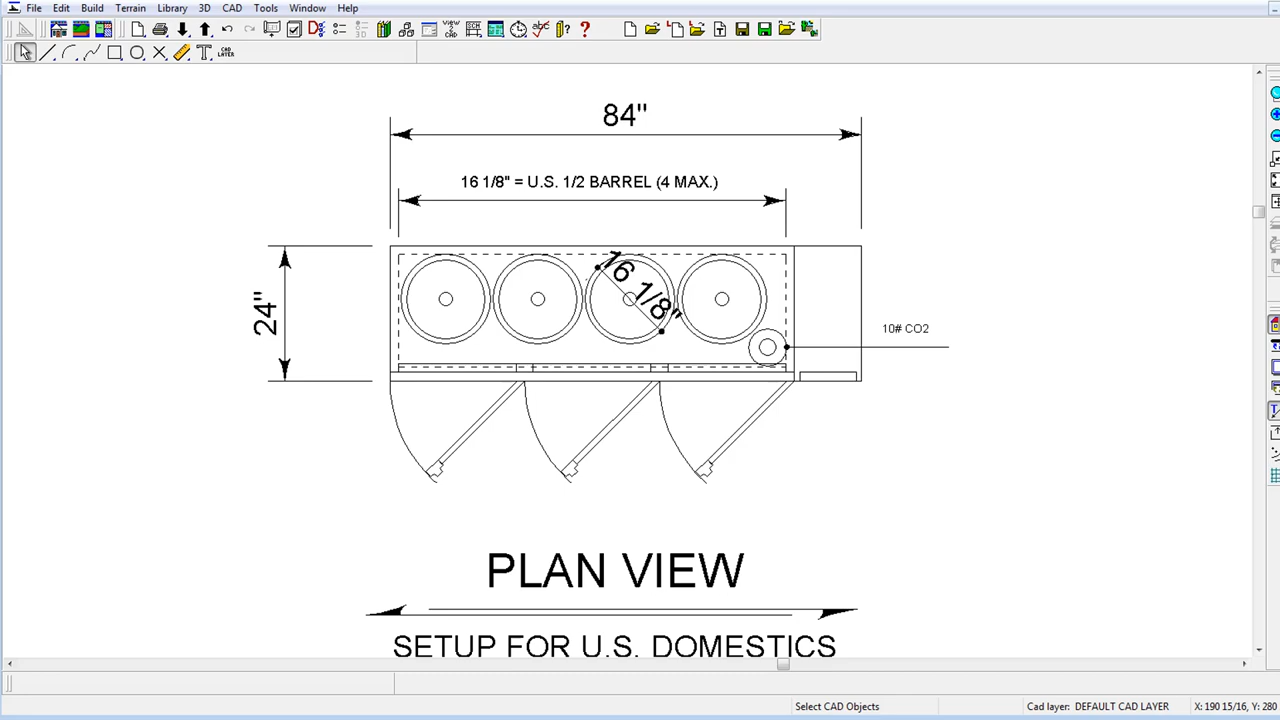 File Edit Build Terrain Library 3D CAD Tools Window Help
CAD LAYER
84"
16 1/8" = U.S. 1/2 BARREL (4 MAX.)
16 1/8"
24"
10# CO2
PLAN VIEW
SETUP FOR U.S. DOMESTICS
Select CAD Objects
Cad layer: DEFAULT CAD LAYER
X: 190 15/16, Y: 280